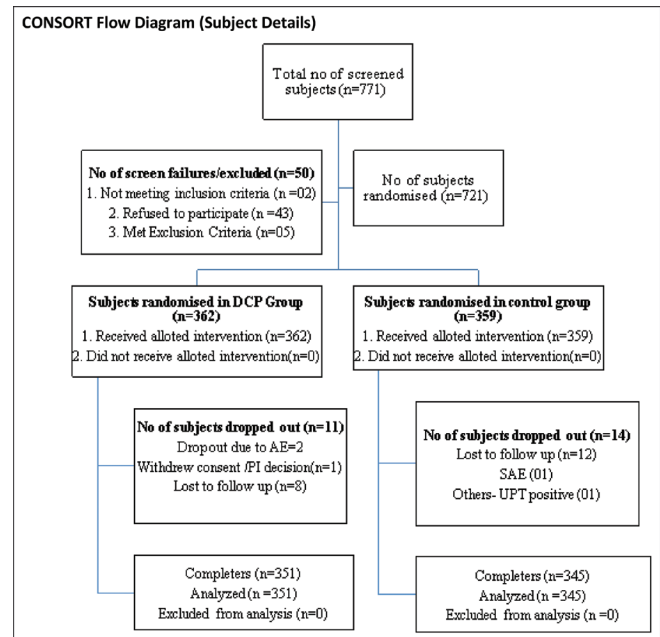 CONSORT Flow Diagram (Subject Details)
Total no of screened
subjects (n=771)
No of screen failures/excluded (n=50)
1. Not meeting inclusion criteria (n =02)
2. Refused to participate (n =43)
3. Met Exclusion Criteria (n=05)
No of subjects
randomised (n=721)
Subjects randomised in DCP Group
(n=362)
1. Received alloted intervention (n=362)
2. Did not receive alloted intervention(n=0)
Subjects randomised in control group
(n=359)
1. Received alloted intervention (n=359)
2. Did not receive alloted intervention(n=0)
No of subjects dropped out (n=11)
Dropout due to AE=2
Withdrew consent /PI decision(n=1)
Lost to follow up (n=8)
No of subjects dropped out (n=14)
Lost to follow up (n=12)
SAE (01)
Others- UPT positive (01)
Completers (n=351)
Analyzed (n=351)
Excluded from analysis (n=0)
Completers (n=345)
Analyzed (n=345)
Excluded from analysis (n =0)